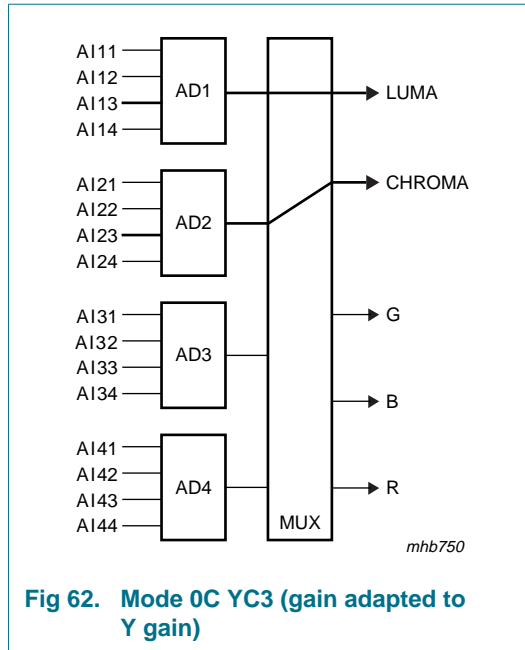 AI11
AI12
AI13
AI14
AD1
LUMA
AI21
AI22
AI23
AI24
AD2
CHROMA
AI31
AI32
AI33
AI34
AD3
G
B
AI41
AI42
AI43
AI44
AD4
R
MUX
mhb750
Fig 62. Mode 0C YC3 (gain adapted to
Y gain)